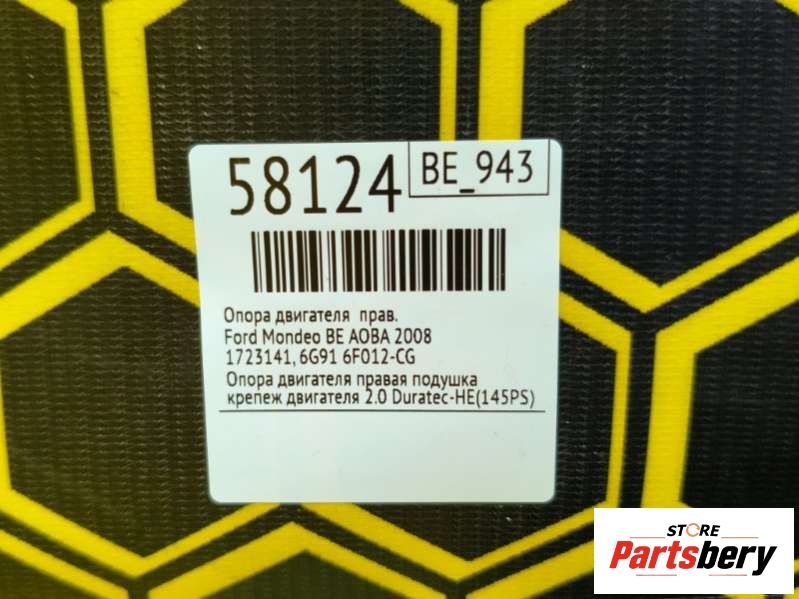 58124
BE_943
Опора двигателя прав.
Ford Mondeo BE AOBA 2008
1723141, 6G91 6F012-CG
Опора двигателя правая подушка
крепеж двигателя 2.0 Duratec-HE(145PS)
STORE
Partsbery